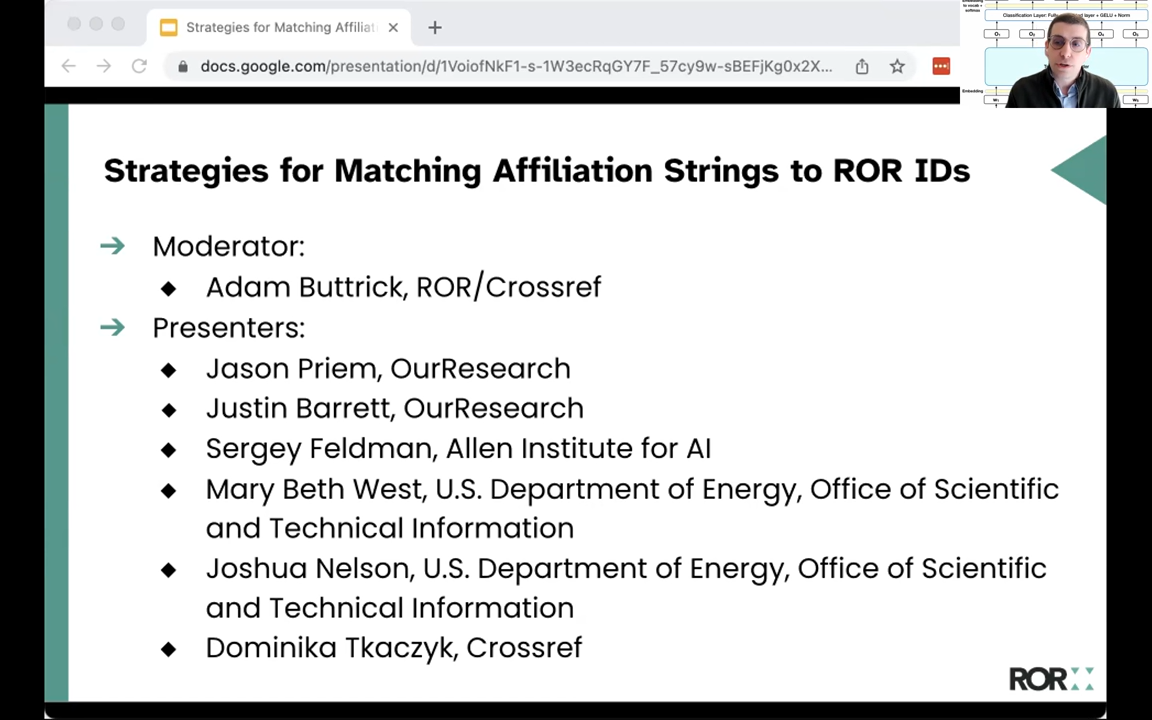 Strategies for Matching Affiliat
docs.google.com/presentation/d/1VoiofNkF1-s-1W3ecRqGY7F_57cy9w-sBEFjKg0x2X...
Strategies for Matching Affiliation Strings to ROR IDs
➔ Moderator:
◆ Adam Buttrick, ROR/Crossref
➔ Presenters:
◆ Jason Priem, OurResearch
◆ Justin Barrett, OurResearch
◆ Sergey Feldman, Allen Institute for AI
◆ Mary Beth West, U.S. Department of Energy, Office of Scientific
and Technical Information
◆ Joshua Nelson, U.S. Department of Energy, Office of Scientific
and Technical Information
◆ Dominika Tkaczyk, Crossref
ROR